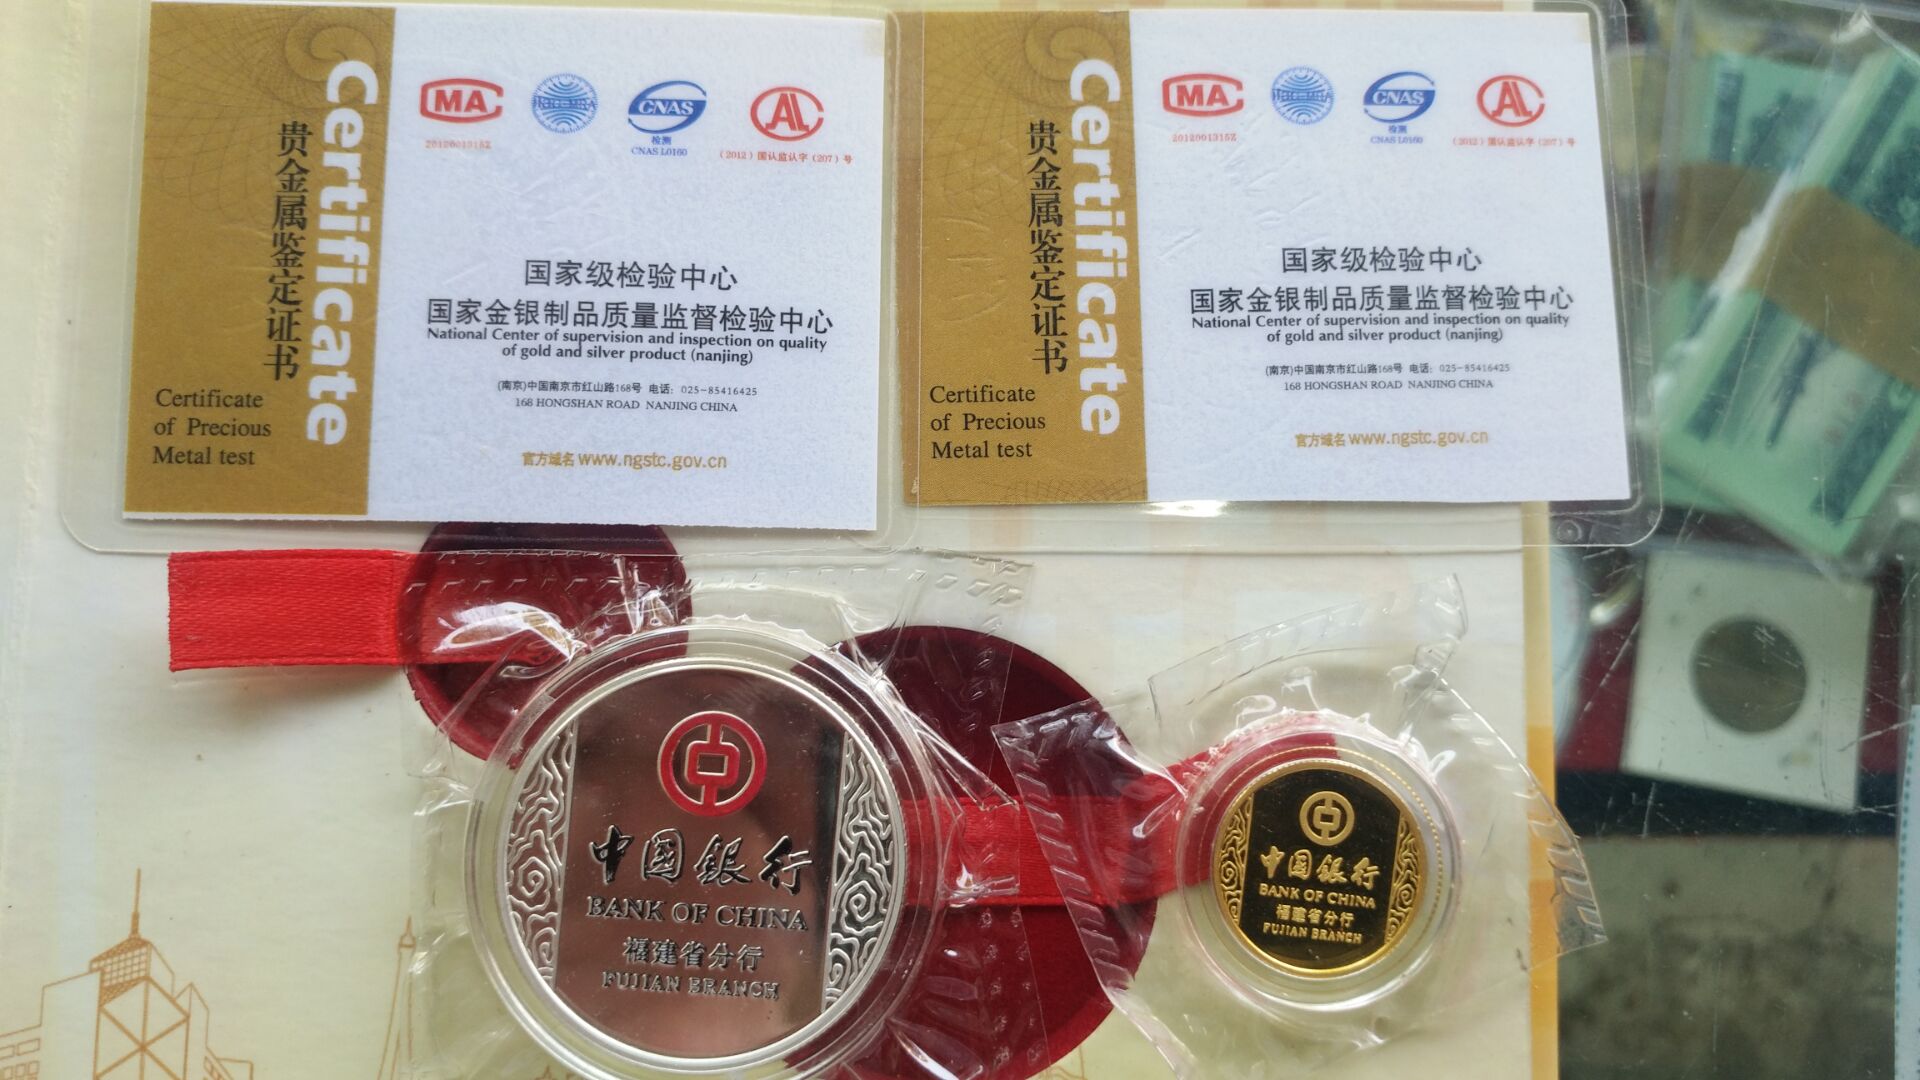 Certificate
贵金属鉴定证书
Certificate
of Precious
Metal test
MA
2012001315Z
CNAS
检测
CNAS L0160
AL
(2012)国认监认字(207)号
国家级检验中心
国家金银制品质量监督检验中心
National Center of supervision and inspection on quality
of gold and silver product (nanjing)
(南京)中国南京市红山路168号 电话: 025-85416425
168 HONGSHAN ROAD NANJING CHINA
官方域名 www.ngstc.gov.cn
Certificate
贵金属鉴定证书
Certificate
of Precious
Metal test
MA
2012001315Z
CNAS
检测
CNAS L0160
AL
(2012)国认监认字(207)号
国家级检验中心
国家金银制品质量监督检验中心
National Center of supervision and inspection on quality
of gold and silver product (nanjing)
(南京)中国南京市红山路168号 电话: 025-85416425
168 HONGSHAN ROAD NANJING CHINA
官方域名 www.ngstc.gov.cn
中国銀行
BANK OF CHINA
福建省分行
FUJIAN BRANCH
中国銀行
BANK OF CHINA
福建省分行
FUJIAN BRANCH